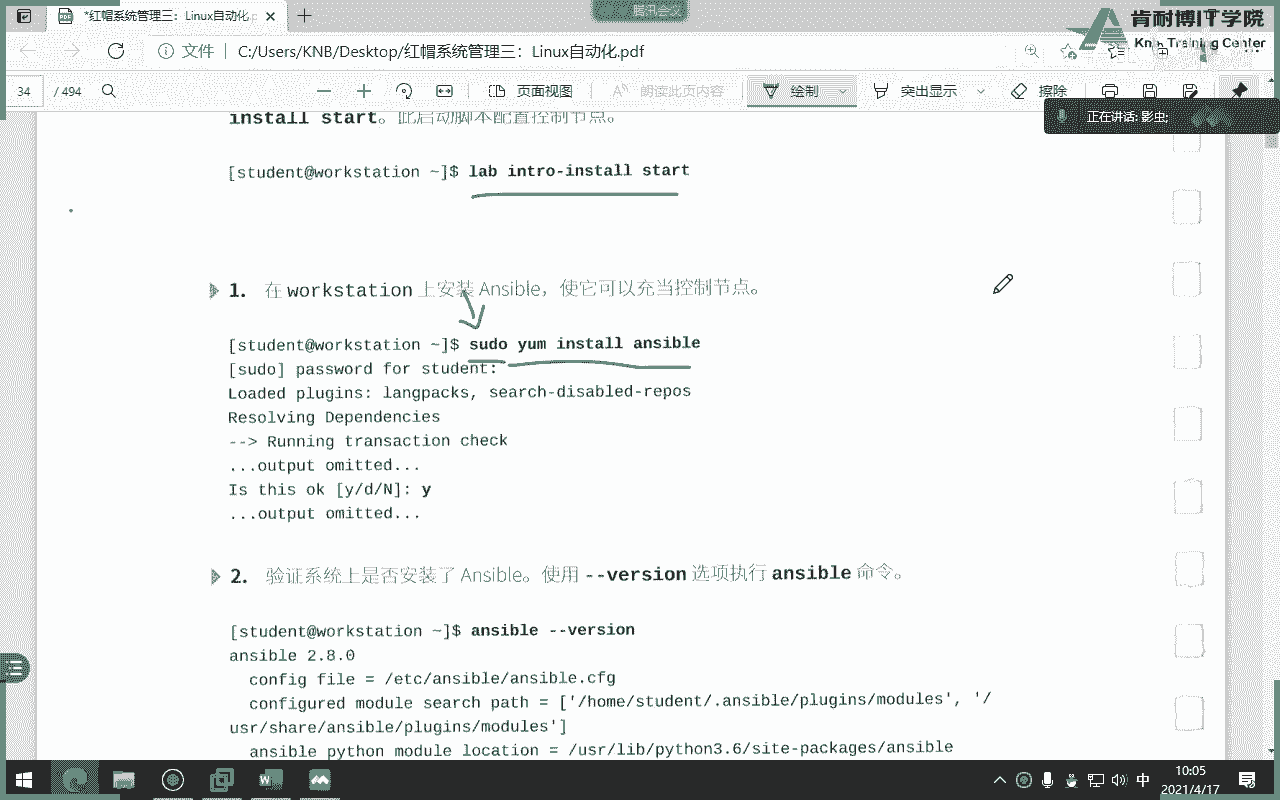 *红帽系统管理三：Linux自动化.p
腾讯会议
肯耐博IT学院
KnB Training Center
文件 C:/Users/KNB/Desktop/红帽系统管理三：Linux自动化.pdf
34 / 494 页面视图 朗读此页内容 绘制 突出显示 擦除
正在讲话: 影虫;
install start。此启动脚本配置控制节点。
[student@workstation ~]$ lab intro-install start
1. 在 workstation 上安装 Ansible，使它可以充当控制节点。
[student@workstation ~]$ sudo yum install ansible
[sudo] password for student:
Loaded plugins: langpacks, search-disabled-repos
Resolving Dependencies
--> Running transaction check
...output omitted...
Is this ok [y/d/N]: y
...output omitted...
2. 验证系统上是否安装了 Ansible。使用 --version 选项执行 ansible 命令。
[student@workstation ~]$ ansible --version
ansible 2.8.0
config file = /etc/ansible/ansible.cfg
configured module search path = ['/home/student/.ansible/plugins/modules', '/
usr/share/ansible/plugins/modules']
ansible python module location = /usr/lib/python3.6/site-packages/ansible
中
10:05
2021/4/17